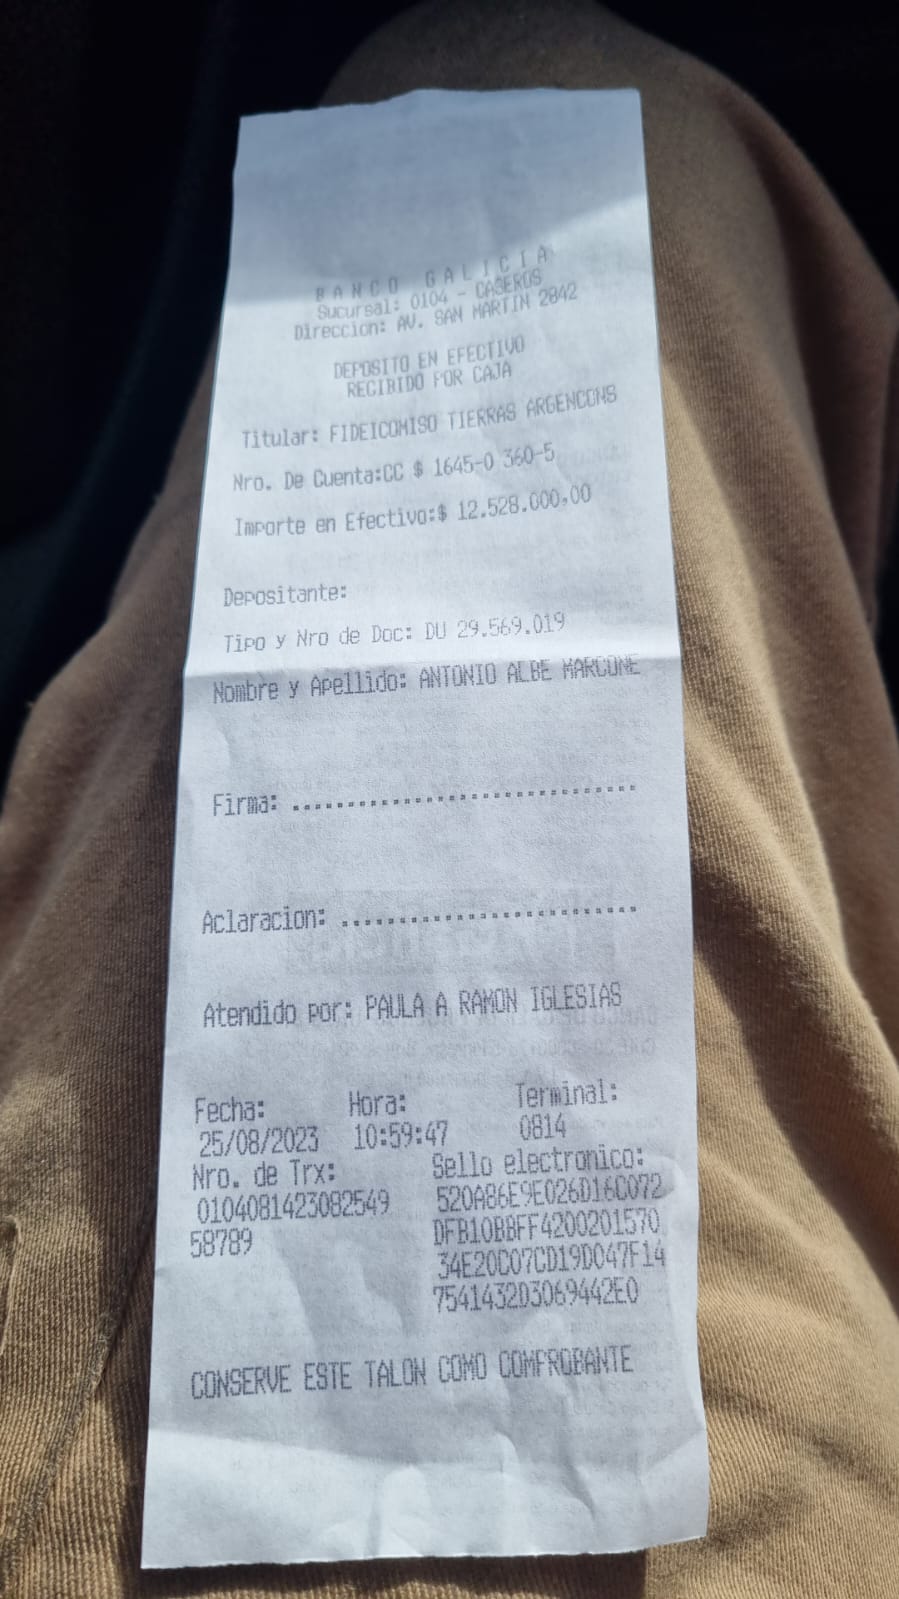 BANCO GALICIA
Sucursal: 0104 - CASEROS
Direccion: AV. SAN MARTIN 2842
DEPOSITO EN EFECTIVO
RECIBIDO POR CAJA
Titular: FIDEICOMISO TIERRAS ARGENCONS
Nro. De Cuenta:CC $ 1645-0 360-5
Importe en Efectivo:$ 12.528.000,00
Depositante:
Tipo y Nro de Doc: DU 29.569.019
Nombre y Apellido: ANTONIO ALBE MARCONE
Firma: ...............................
Aclaracion: ...........................
Atendido por: PAULA A RAMON IGLESIAS
Fecha: Hora: Terminal:
25/08/2023 10:59:47 0814
Nro. de Trx: Sello electronico:
0104081423082549 520A86E9E026D16C072
58789 DFB10B8FF4200201570
34E20C07CD19D047F14
7541432D3069442E0
CONSERVE ESTE TALON COMO COMPROBANTE